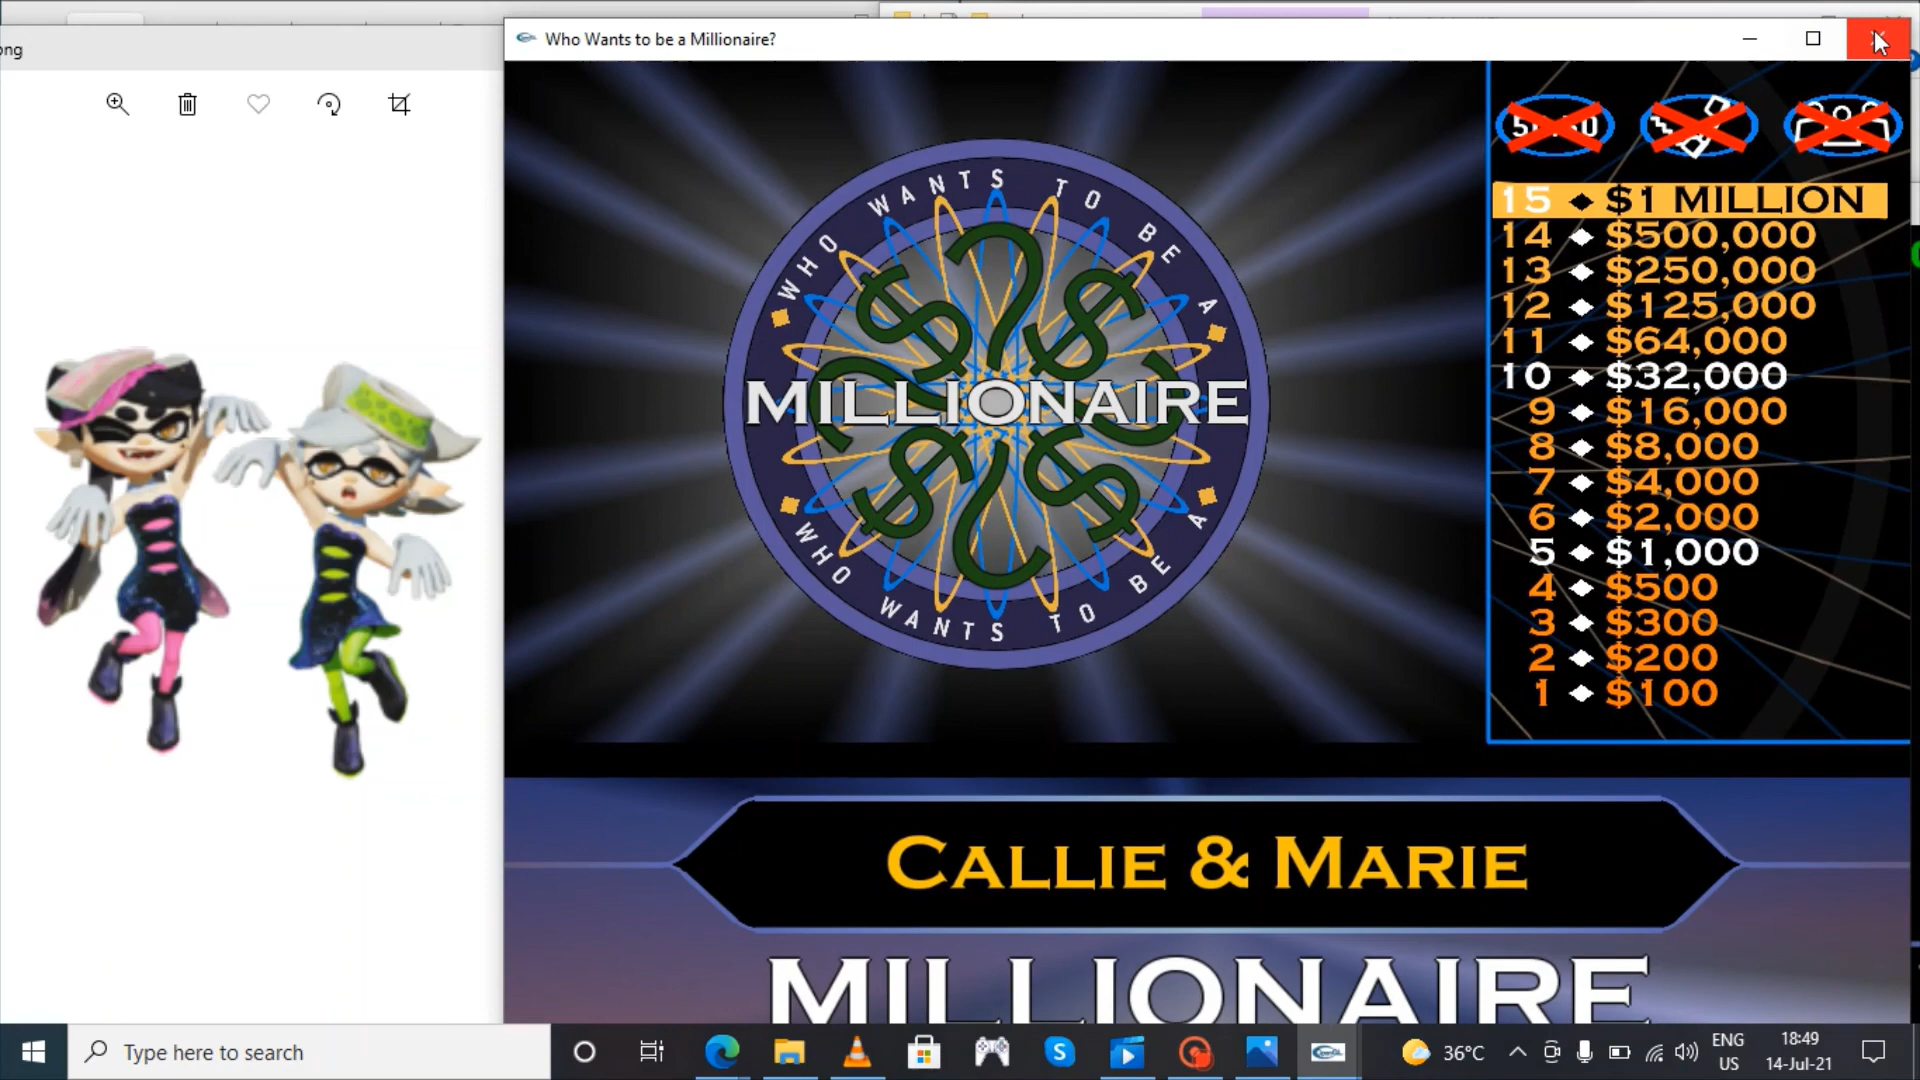 ong
Who Wants to be a Millionaire?
WHO WANTS TO BE A
MILLIONAIRE
WHO WANTS TO BE A
50:50
15 ◆ $1 MILLION
14 ◆ $500,000
13 ◆ $250,000
12 ◆ $125,000
11 ◆ $64,000
10 ◆ $32,000
9 ◆ $16,000
8 ◆ $8,000
7 ◆ $4,000
6 ◆ $2,000
5 ◆ $1,000
4 ◆ $500
3 ◆ $300
2 ◆ $200
1 ◆ $100
CALLIE & MARIE
MILLIONAIRE
Type here to search
36°C
ENG
US
18:49
14-Jul-21